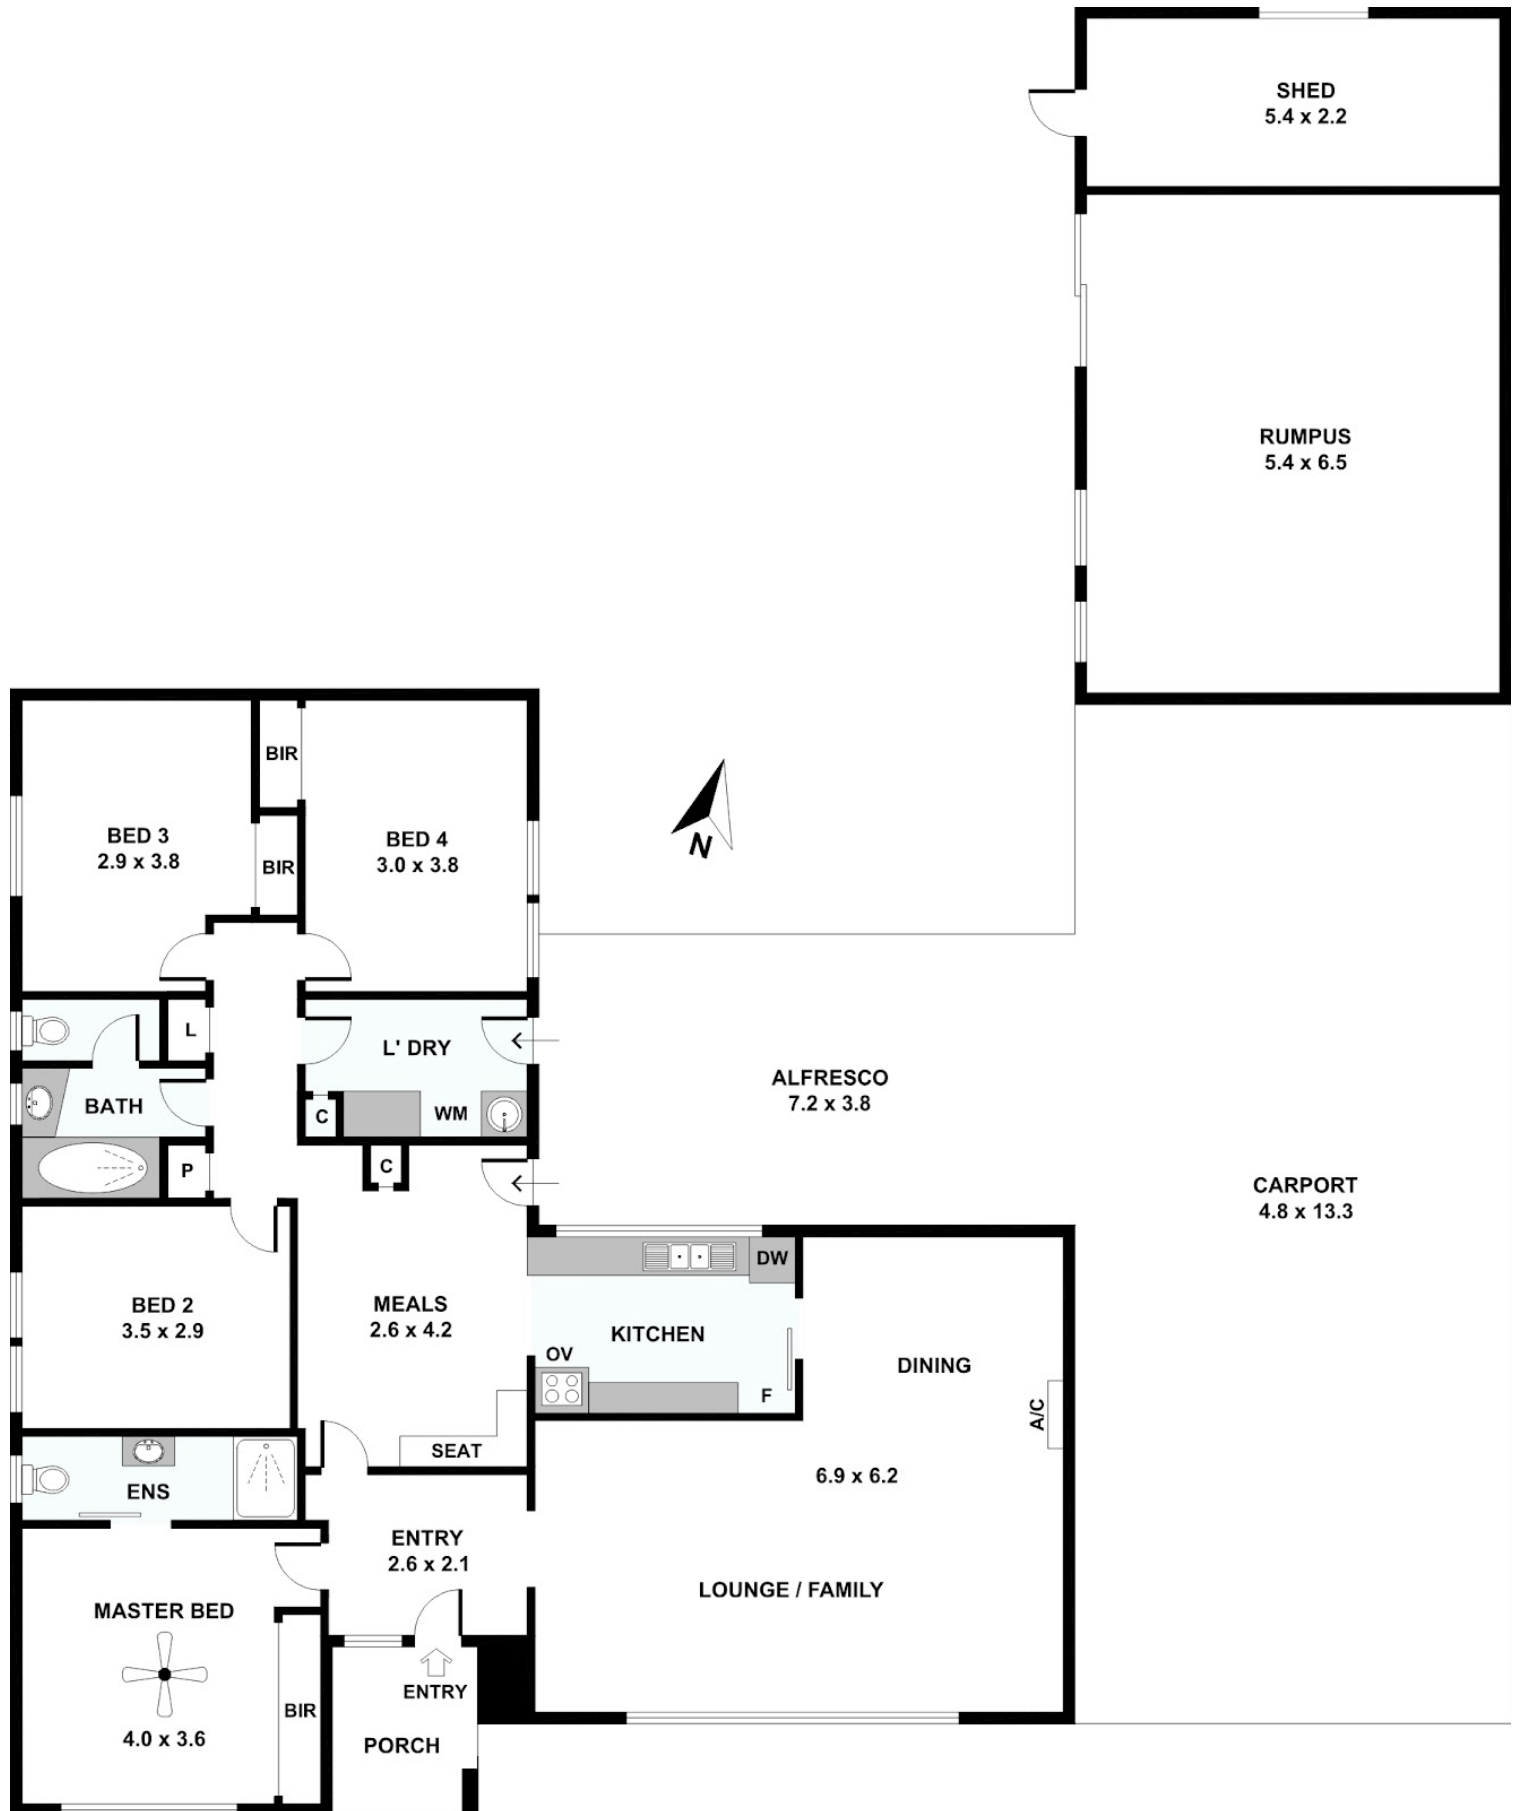 SHED
5.4 x 2.2
RUMPUS
5.4 x 6.5
BIR
BED 3
2.9 x 3.8
BED 4
3.0 x 3.8
BIR
N
L
L' DRY
BATH
C
WM
P
C
ALFRESCO
7.2 x 3.8
CARPORT
4.8 x 13.3
DW
BED 2
3.5 x 2.9
MEALS
2.6 x 4.2
KITCHEN
OV
F
DINING
A/C
SEAT
ENS
6.9 x 6.2
ENTRY
2.6 x 2.1
LOUNGE / FAMILY
MASTER BED
4.0 x 3.6
BIR
ENTRY
PORCH